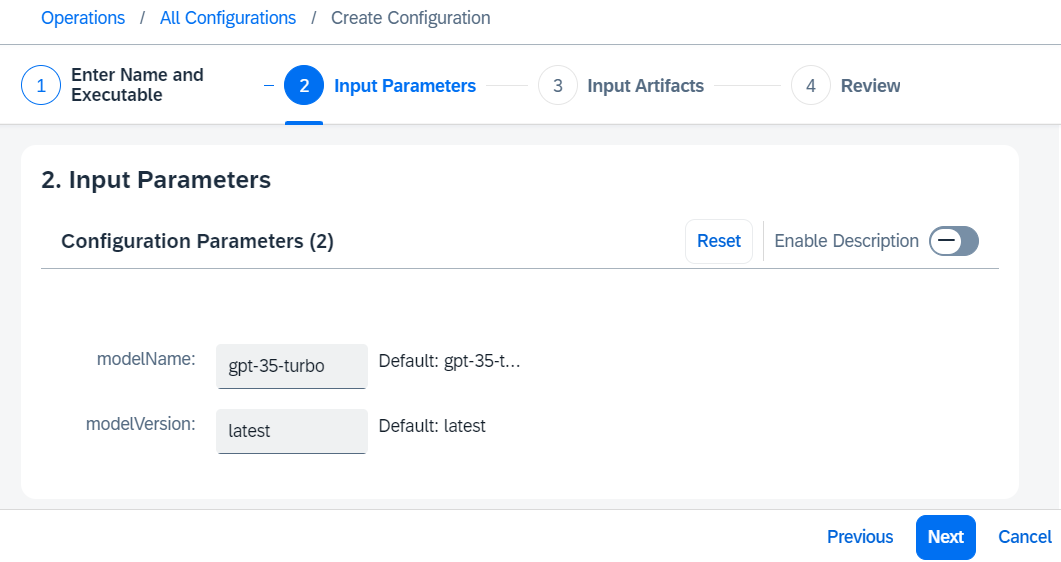 Operations / All Configurations / Create Configuration
1 Enter Name and Executable
2 Input Parameters
3 Input Artifacts
4 Review
2. Input Parameters
Configuration Parameters (2) Reset Enable Description
modelName: gpt-35-turbo Default: gpt-35-t...
modelVersion: latest Default: latest
Previous Next Cancel